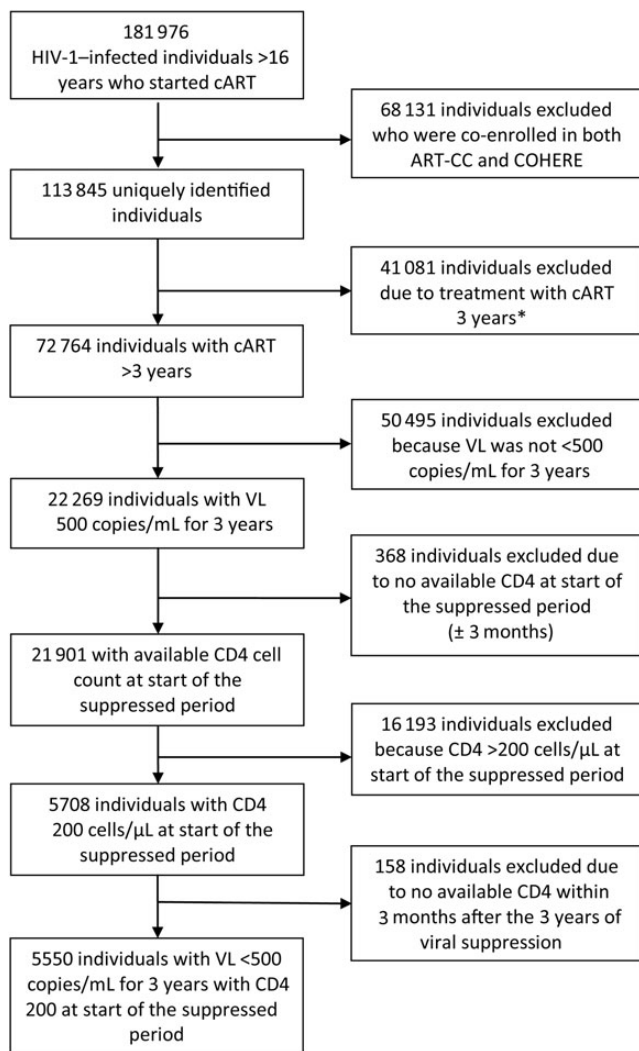 181 976
HIV-1–infected individuals >16
years who started cART
68 131 individuals excluded
who were co-enrolled in both
ART-CC and COHERE
113 845 uniquely identified
individuals
41 081 individuals excluded
due to treatment with cART
3 years*
72 764 individuals with cART
>3 years
50 495 individuals excluded
because VL was not <500
copies/mL for 3 years
22 269 individuals with VL
500 copies/mL for 3 years
368 individuals excluded due
to no available CD4 at start of
the suppressed period
(± 3 months)
21 901 with available CD4 cell
count at start of the
suppressed period
16 193 individuals excluded
because CD4 >200 cells/µL at
start of the suppressed period
5708 individuals with CD4
200 cells/µL at start of the
suppressed period
158 individuals excluded due
to no available CD4 within
3 months after the 3 years of
viral suppression
5550 individuals with VL <500
copies/mL for 3 years with CD4
200 at start of the suppressed
period